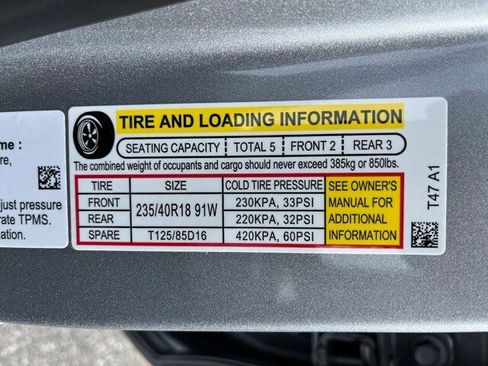 ame :
re,
just pressure
rate TPMS.
mation.
TIRE AND LOADING INFORMATION
SEATING CAPACITY TOTAL 5 FRONT 2 REAR 3
The combined weight of occupants and cargo should never exceed 385kg or 850lbs.
TIRE SIZE COLD TIRE PRESSURE SEE OWNER'S
FRONT 235/40R18 91W 230KPA, 33PSI MANUAL FOR
REAR 220KPA, 32PSI ADDITIONAL
SPARE T125/85D16 420KPA, 60PSI INFORMATION
T47 A1